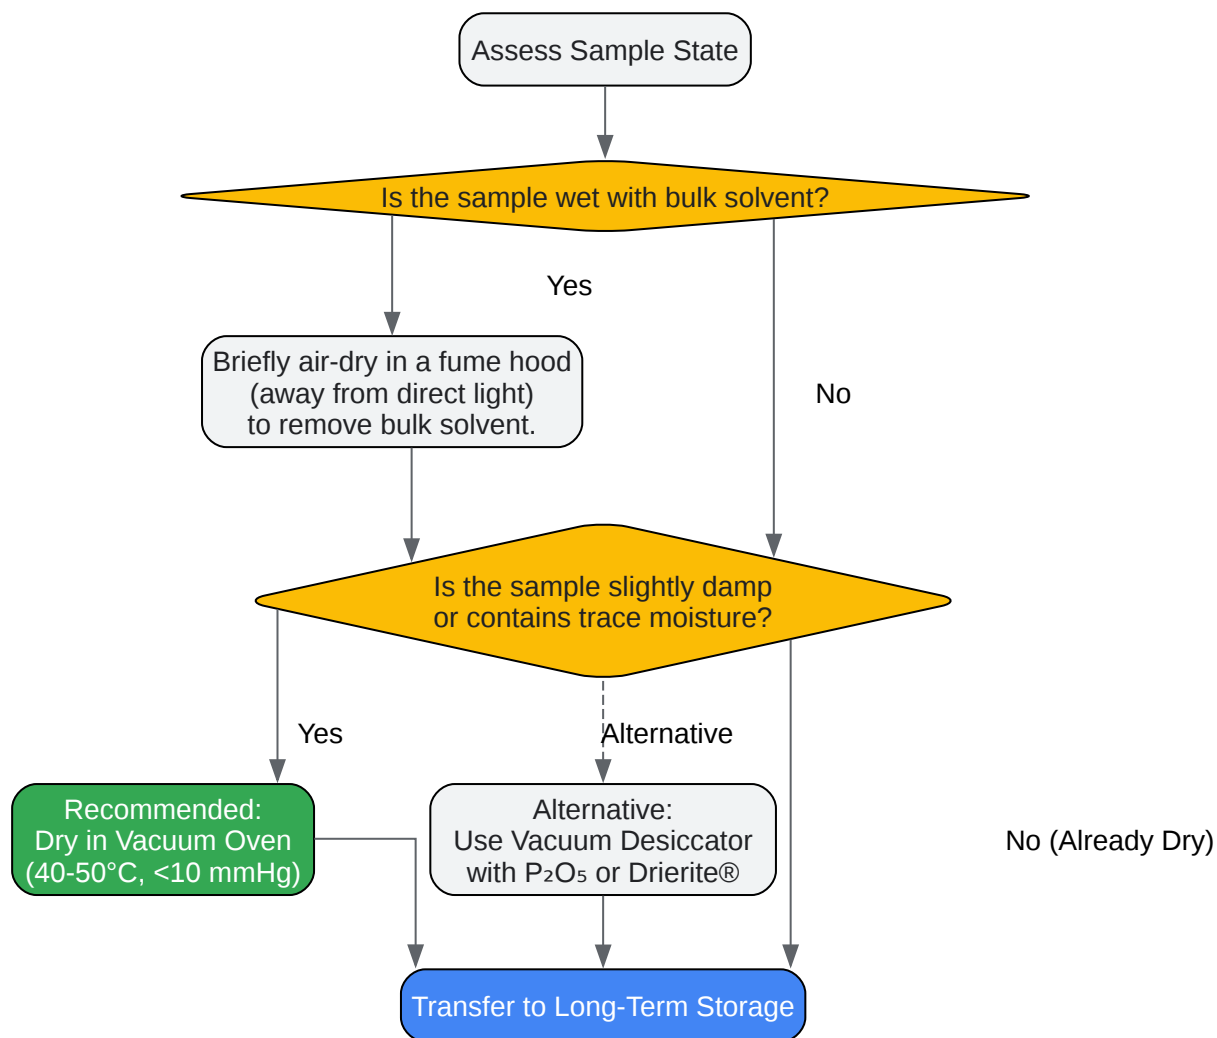 Assess Sample State
Is the sample wet with bulk solvent?
Yes
Briefly air-dry in a fume hood
(away from direct light)
to remove bulk solvent.
No
Is the sample slightly damp
or contains trace moisture?
Yes
Alternative
Recommended:
Dry in Vacuum Oven
(40-50°C, <10 mmHg)
Alternative:
Use Vacuum Desiccator
with P₂O₅ or Drierite®
No (Already Dry)
Transfer to Long-Term Storage